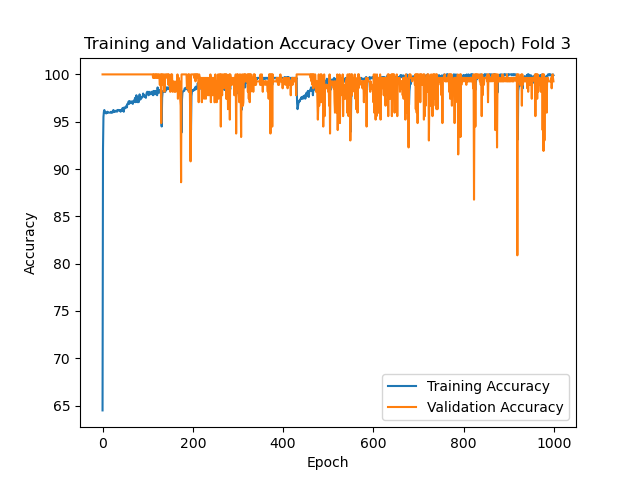 Training and Validation Accuracy Over Time (epoch) Fold 3
100
95
90
85
80
75
70
65
Accuracy
Training Accuracy
Validation Accuracy
0 200 400 600 800 1000
Epoch